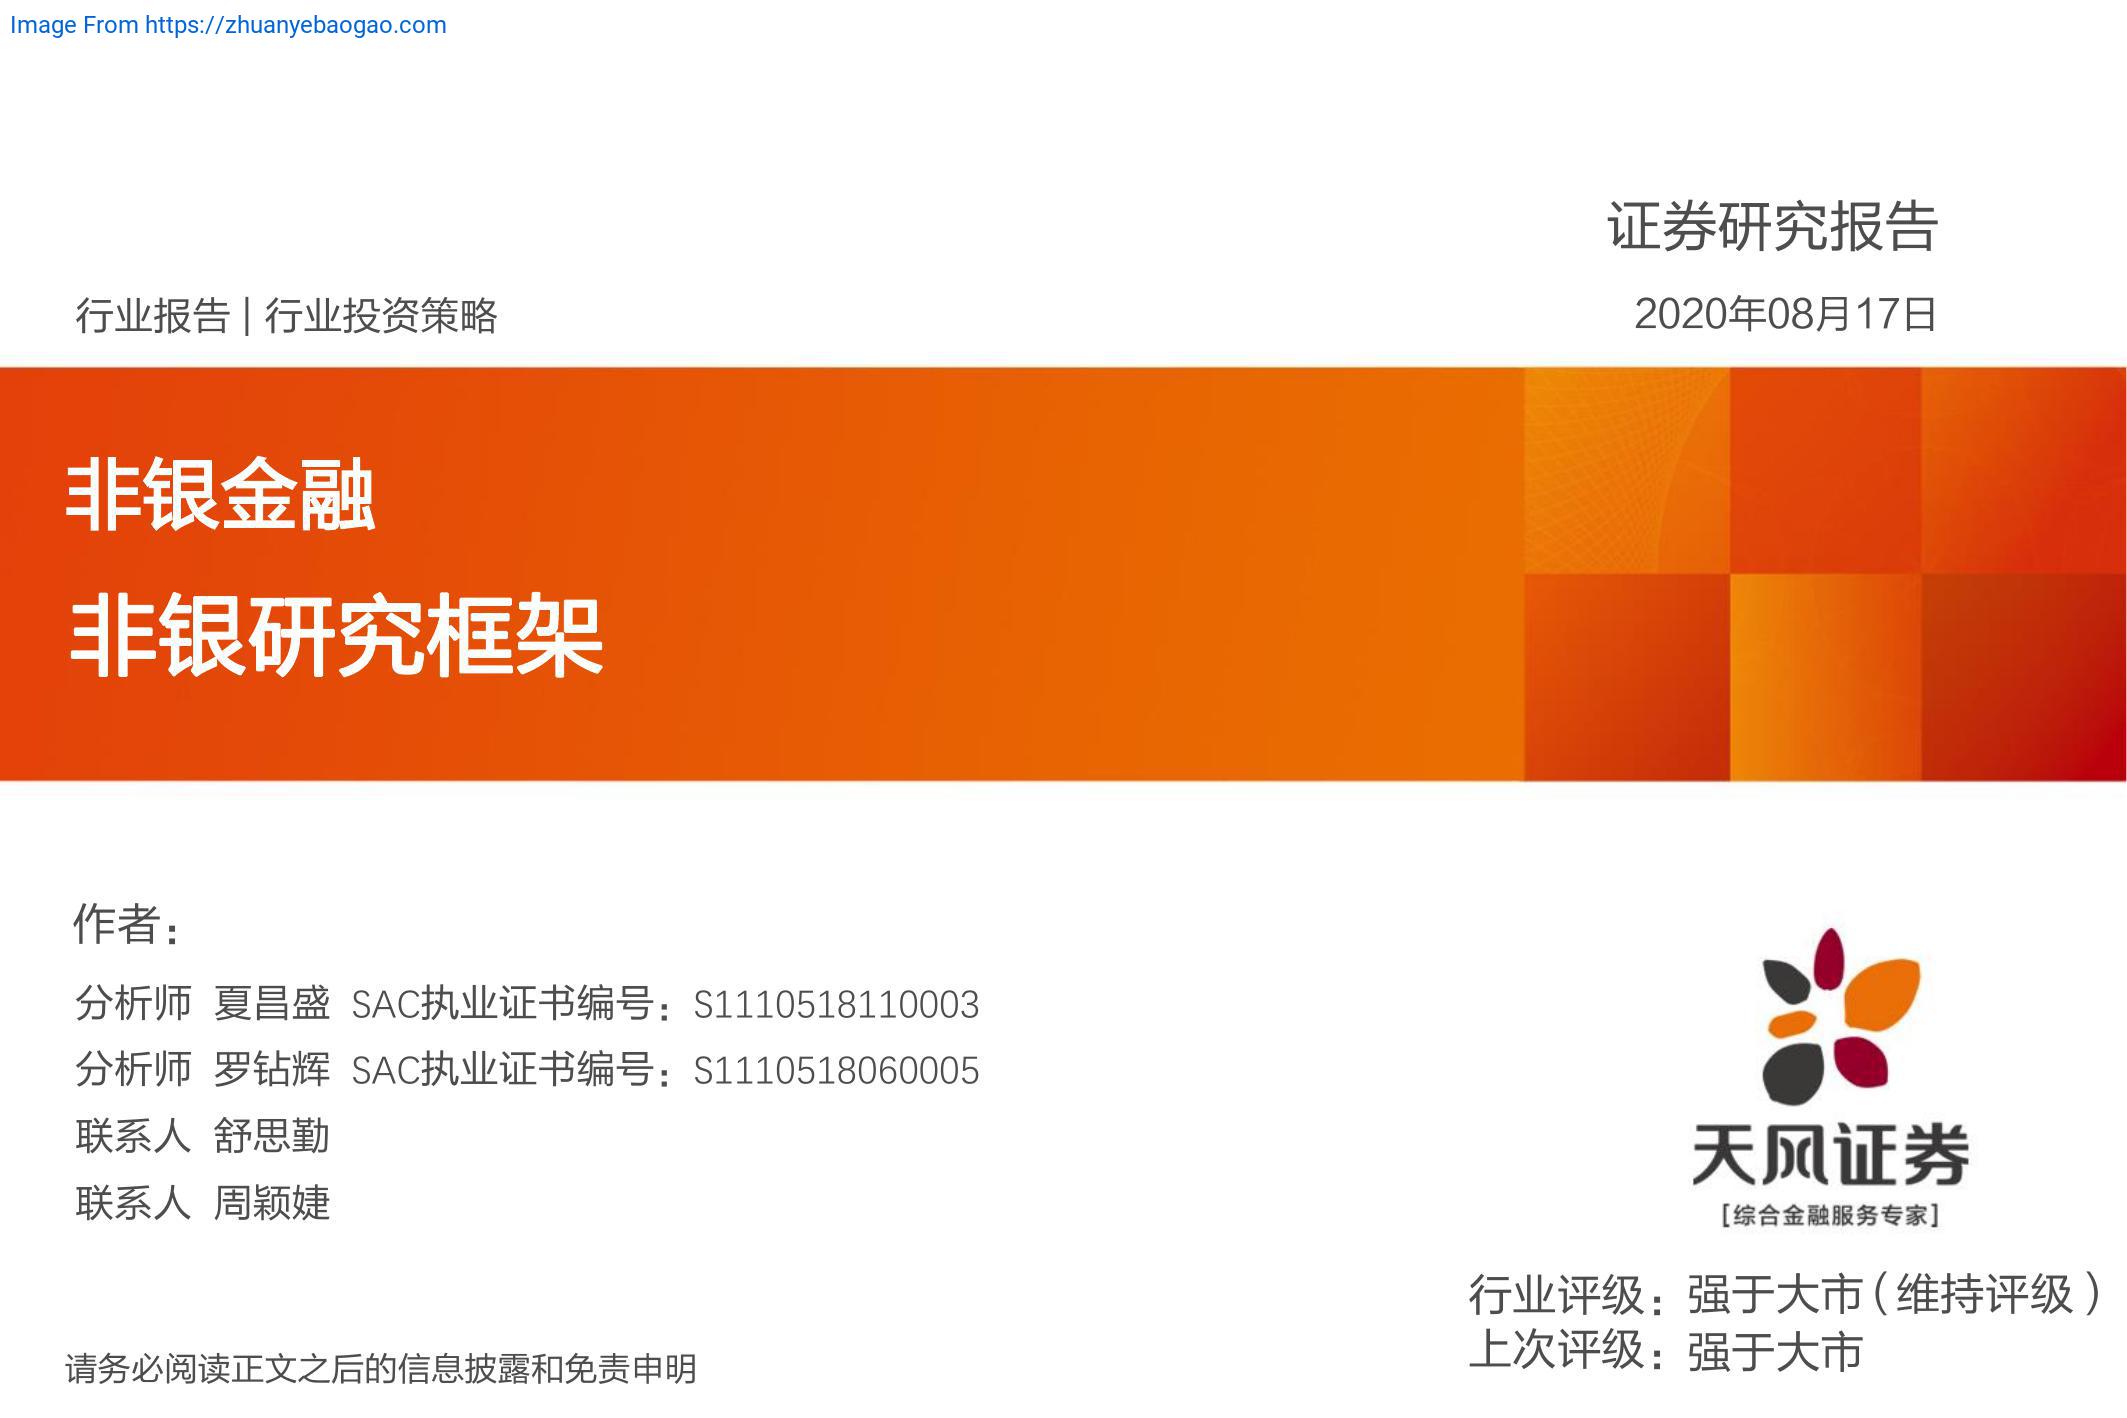 Image From https://zhuanyebaogao.com
证券研究报告
行业报告 | 行业投资策略
2020年08月17日
非银金融
非银研究框架
作者：
分析师 夏昌盛 SAC执业证书编号：S1110518110003
分析师 罗钻辉 SAC执业证书编号：S1110518060005
联系人 舒思勤
联系人 周颖婕
天风证券
[综合金融服务专家]
行业评级：强于大市（维持评级）
上次评级：强于大市
请务必阅读正文之后的信息披露和免责申明